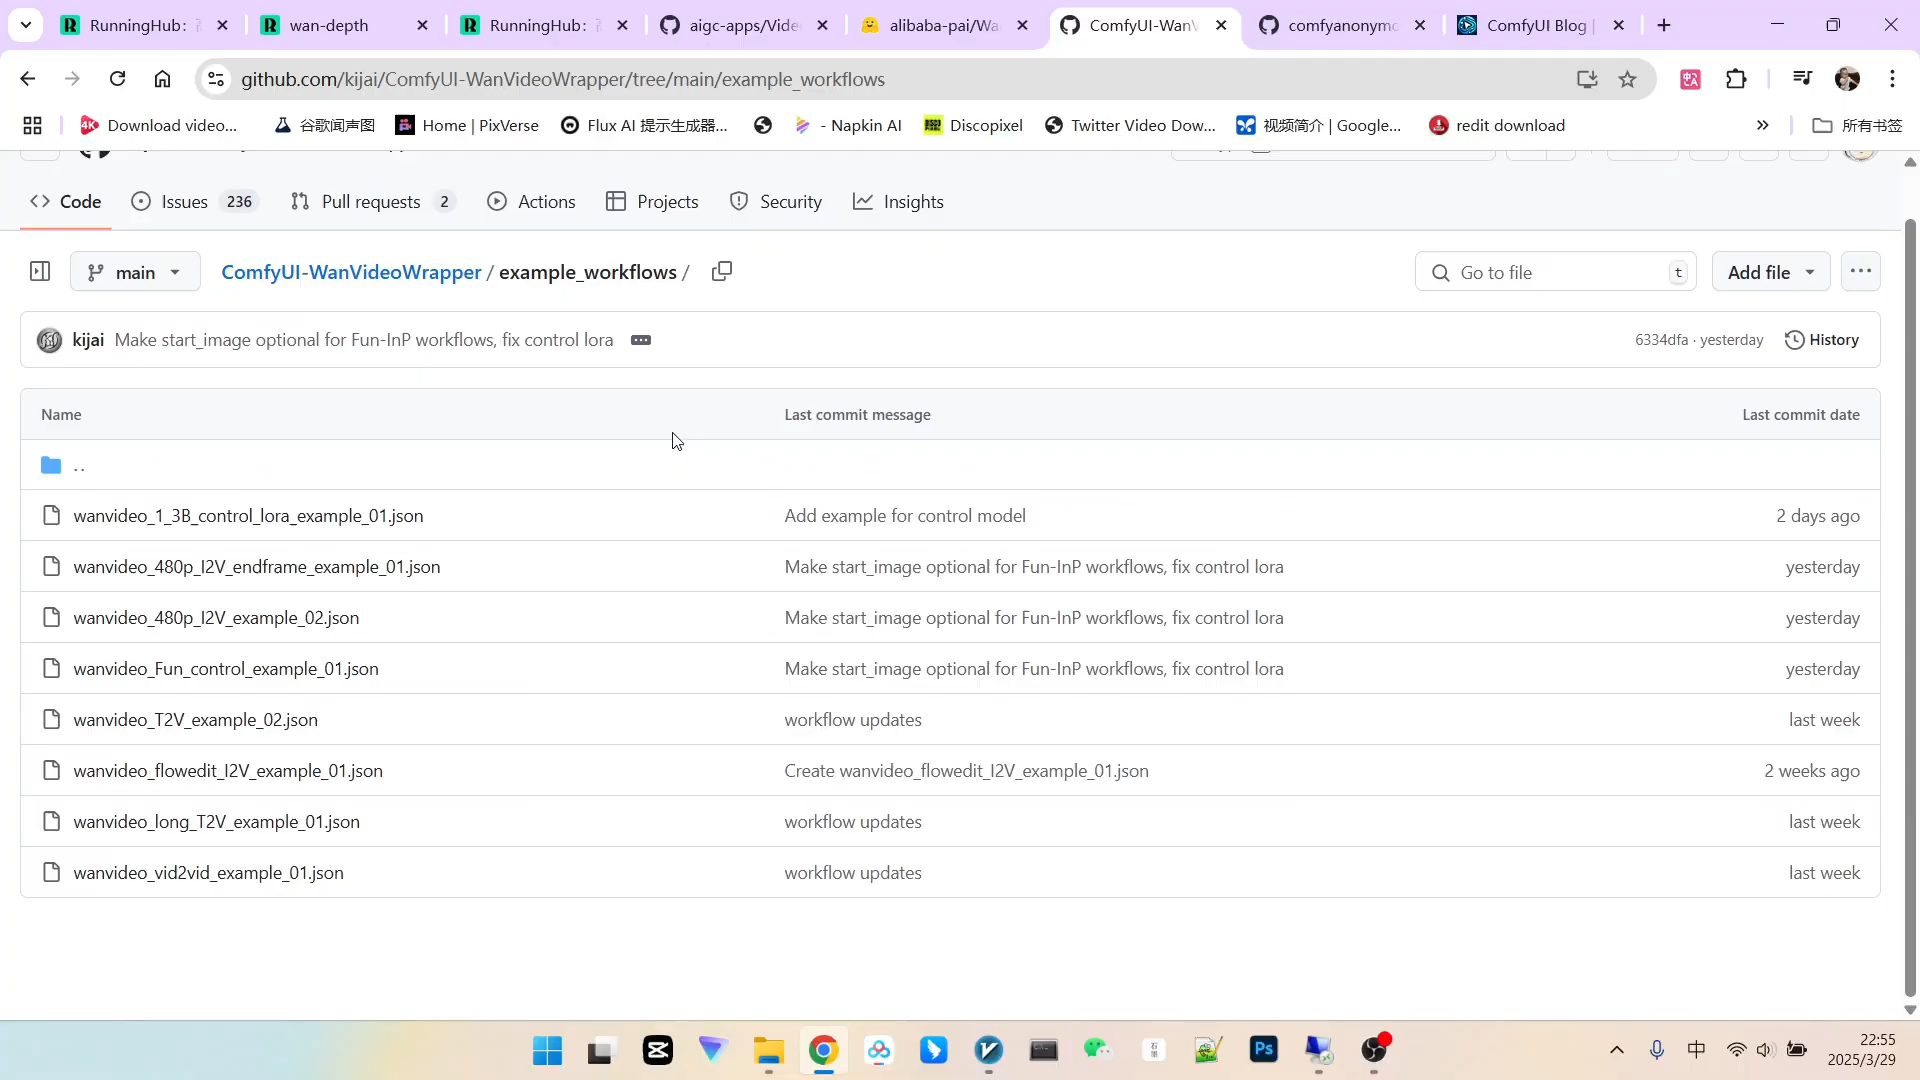 RunningHub:
wan-depth
RunningHub:
aigc-apps/Vide
alibaba-pai/Wa
ComfyUI-WanV
comfyanonymo
ComfyUI Blog |
github.com/kijai/ComfyUI-WanVideoWrapper/tree/main/example_workflows
Download video...
谷歌闻声图
Home | PixVerse
Flux AI 提示生成器...
- Napkin AI
Discopixel
Twitter Video Dow...
视频简介 | Google...
redit download
»
所有书签
Code
Issues 236
Pull requests 2
Actions
Projects
Security
Insights
main
ComfyUI-WanVideoWrapper / example_workflows /
Go to file t
Add file
kijai Make start_image optional for Fun-InP workflows, fix control lora
6334dfa · yesterday
History
Name Last commit message Last commit date
..
wanvideo_1_3B_control_lora_example_01.json Add example for control model 2 days ago
wanvideo_480p_I2V_endframe_example_01.json Make start_image optional for Fun-InP workflows, fix control lora yesterday
wanvideo_480p_I2V_example_02.json Make start_image optional for Fun-InP workflows, fix control lora yesterday
wanvideo_Fun_control_example_01.json Make start_image optional for Fun-InP workflows, fix control lora yesterday
wanvideo_T2V_example_02.json workflow updates last week
wanvideo_flowedit_I2V_example_01.json Create wanvideo_flowedit_I2V_example_01.json 2 weeks ago
wanvideo_long_T2V_example_01.json workflow updates last week
wanvideo_vid2vid_example_01.json workflow updates last week
Ps
中
22:55
2025/3/29